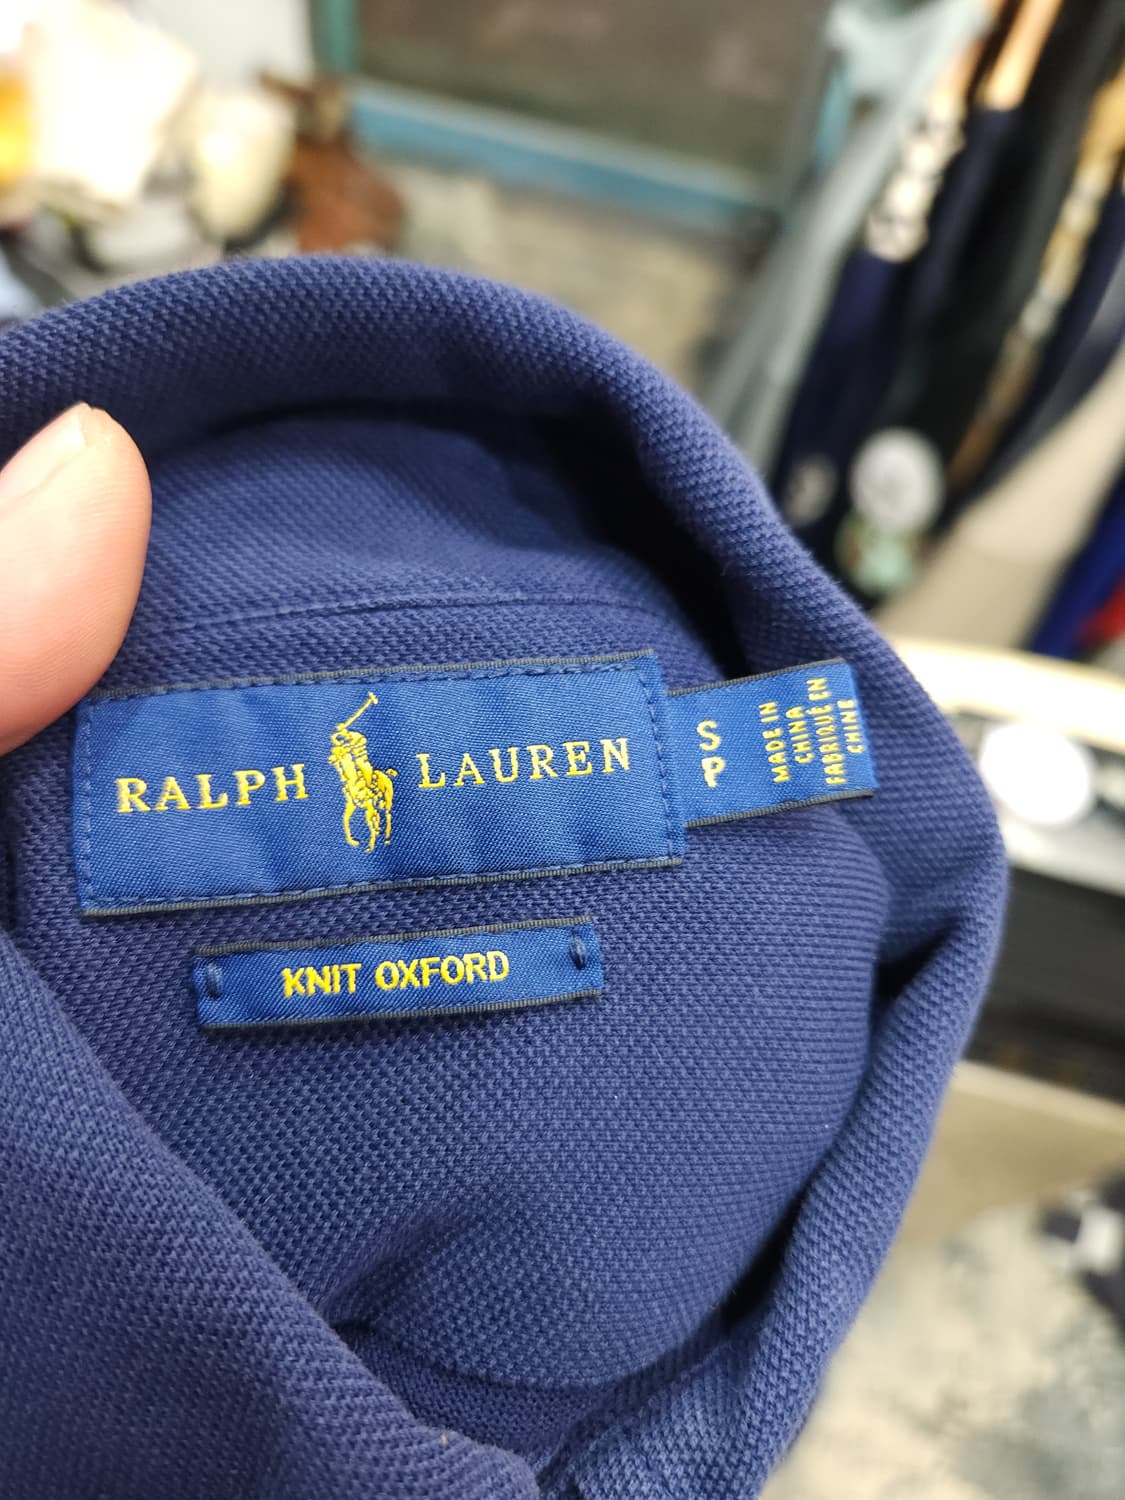 RALPH LAUREN
S
P
MADE IN
CHINA
FABRIQUÉ EN
CHINE
KNIT OXFORD